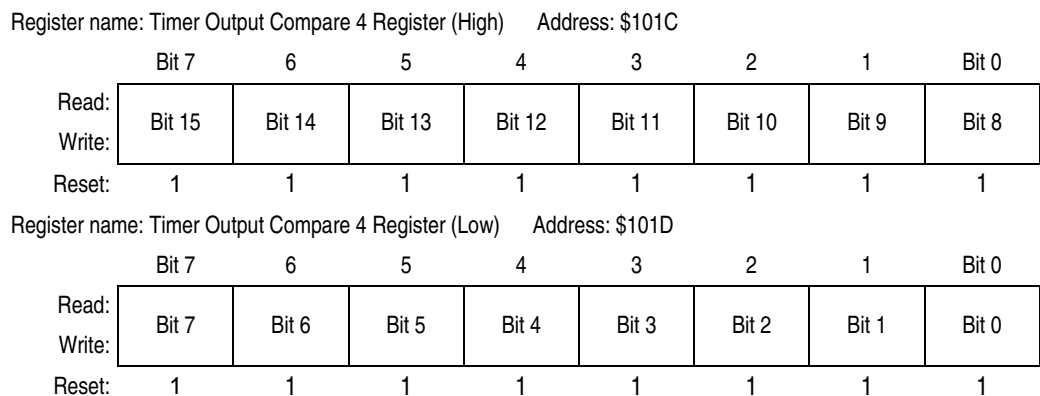 Register name: Timer Output Compare 4 Register (High) Address: $101C
Bit 7 6 5 4 3 2 1 Bit 0
Read:
Bit 15 Bit 14 Bit 13 Bit 12 Bit 11 Bit 10 Bit 9 Bit 8
Write:
Reset: 1 1 1 1 1 1 1 1
Register name: Timer Output Compare 4 Register (Low) Address: $101D
Bit 7 6 5 4 3 2 1 Bit 0
Read:
Bit 7 Bit 6 Bit 5 Bit 4 Bit 3 Bit 2 Bit 1 Bit 0
Write:
Reset: 1 1 1 1 1 1 1 1